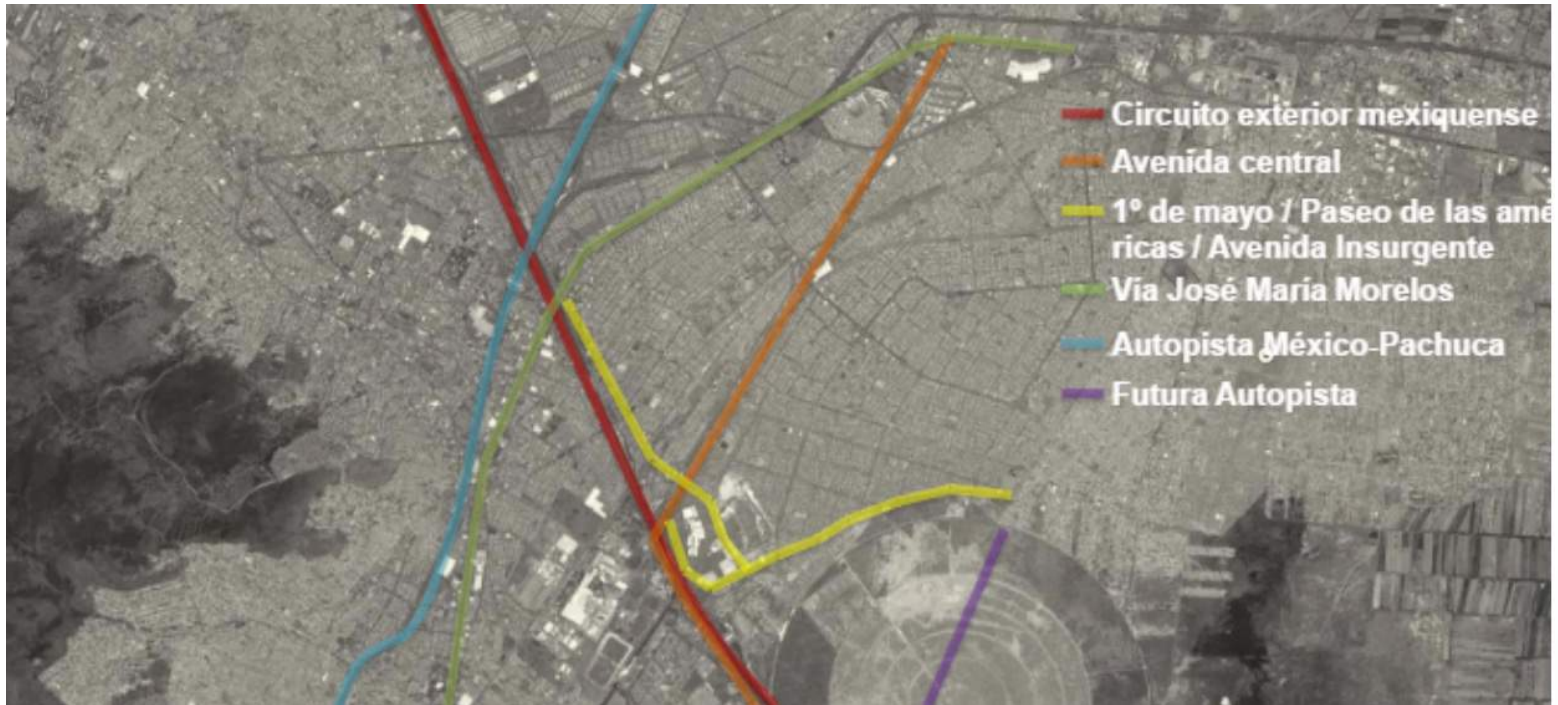 Circuito exterior mexiquense
Avenida central
1º de mayo / Paseo de las amé
ricas / Avenida Insurgente
Vía José María Morelos
Autopista México-Pachuca
Futura Autopista